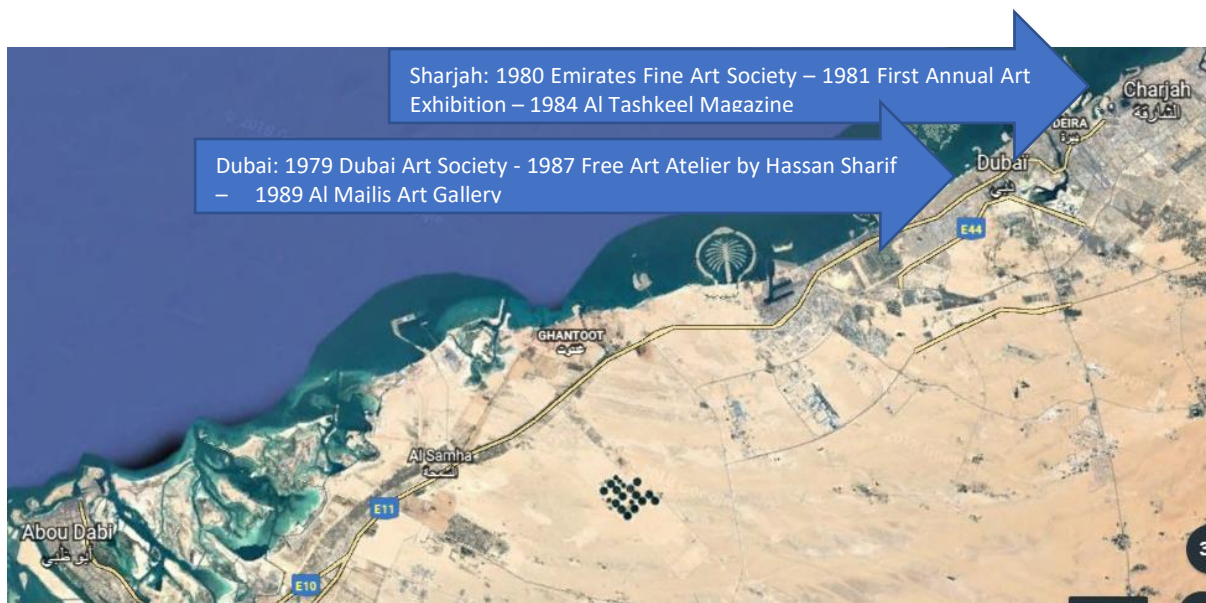 Sharjah: 1980 Emirates Fine Art Society – 1981 First Annual Art
Exhibition – 1984 Al Tashkeel Magazine
Charjah
الشارقة
DEIRA
ديرة
Dubai: 1979 Dubai Art Society - 1987 Free Art Atelier by Hassan Sharif
– 1989 Al Majlis Art Gallery
Dubaï
دبي
E44
GHANTOOT
غنتوت
Al Samha
السمحة
E11
Abou Dabi
أبو ظبي
E10
3